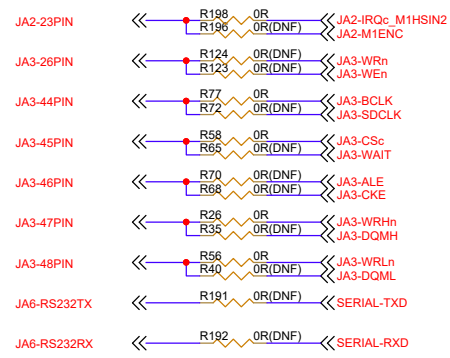 R198 0R JA2-IRQc_M1HSIN2
JA2-23PIN
R196 0R(DNF) JA2-M1ENC
R124 0R(DNF) JA3-WRn
JA3-26PIN
R123 0R(DNF) JA3-WEn
R77 0R JA3-BCLK
JA3-44PIN
R72 0R(DNF) JA3-SDCLK
R58 0R JA3-CSc
JA3-45PIN
R65 0R(DNF) JA3-WAIT
R70 0R(DNF) JA3-ALE
JA3-46PIN
R68 0R(DNF) JA3-CKE
R26 0R JA3-WRHn
JA3-47PIN
R35 0R(DNF) JA3-DQMH
R56 0R JA3-WRLn
JA3-48PIN
R40 0R(DNF) JA3-DQML
JA6-RS232TX R191 0R(DNF) SERIAL-TXD
JA6-RS232RX R192 0R(DNF) SERIAL-RXD